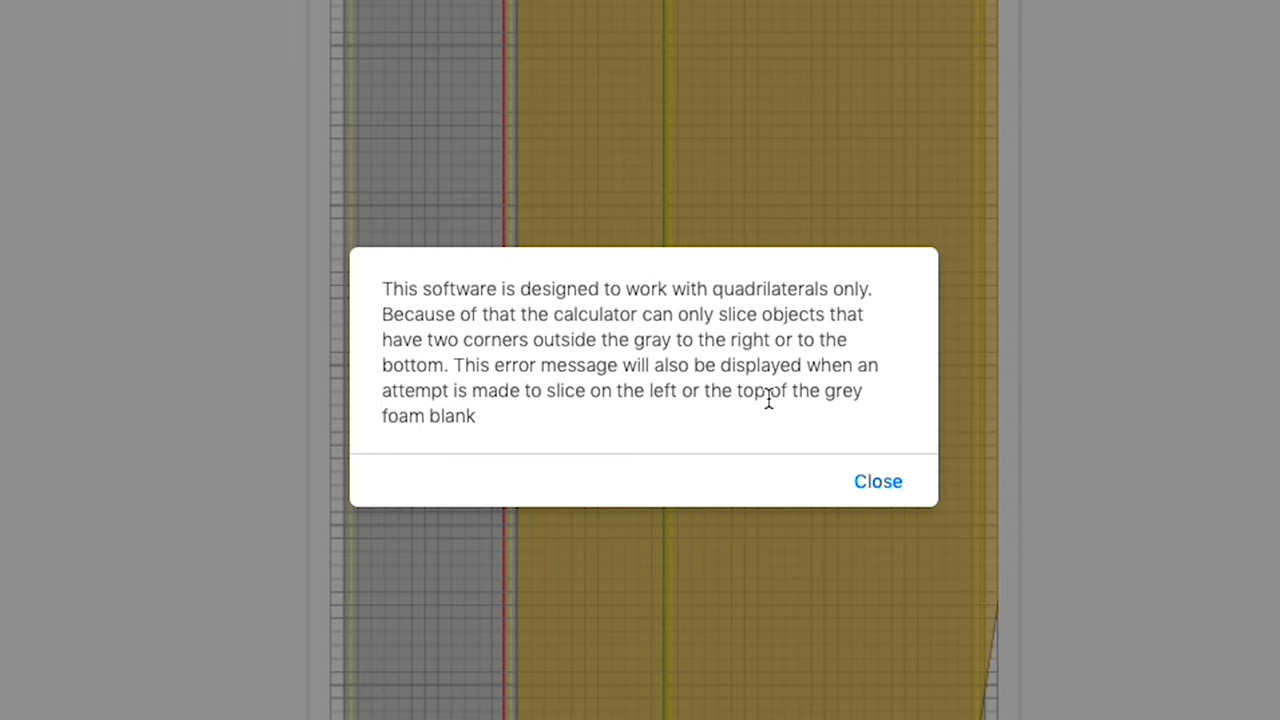 This software is designed to work with quadrilaterals only.
Because of that the calculator can only slice objects that
have two corners outside the gray to the right or to the
bottom. This error message will also be displayed when an
attempt is made to slice on the left or the top of the grey
foam blank
Close